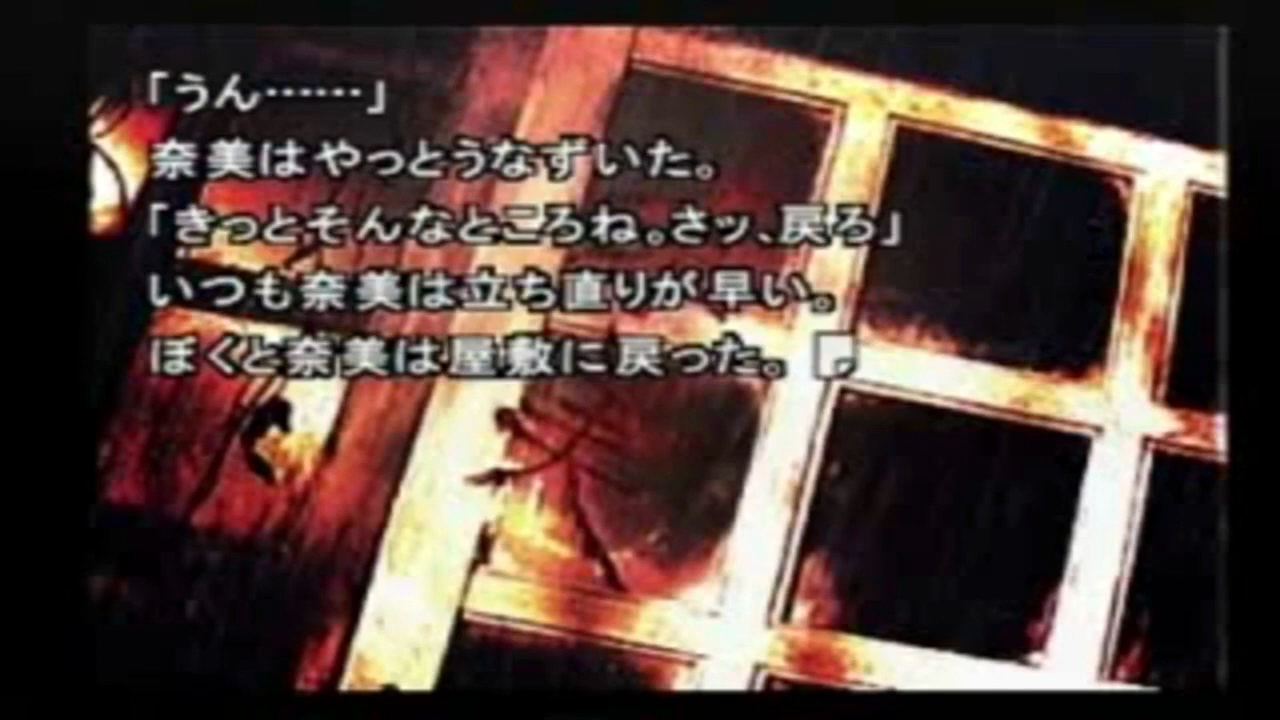 「うん……」
奈美はやっとうなずいた。
「きっとそんなところね。さッ、戻ろ」
いつも奈美は立ち直りが早い。
ぼくと奈美は屋敷に戻った。